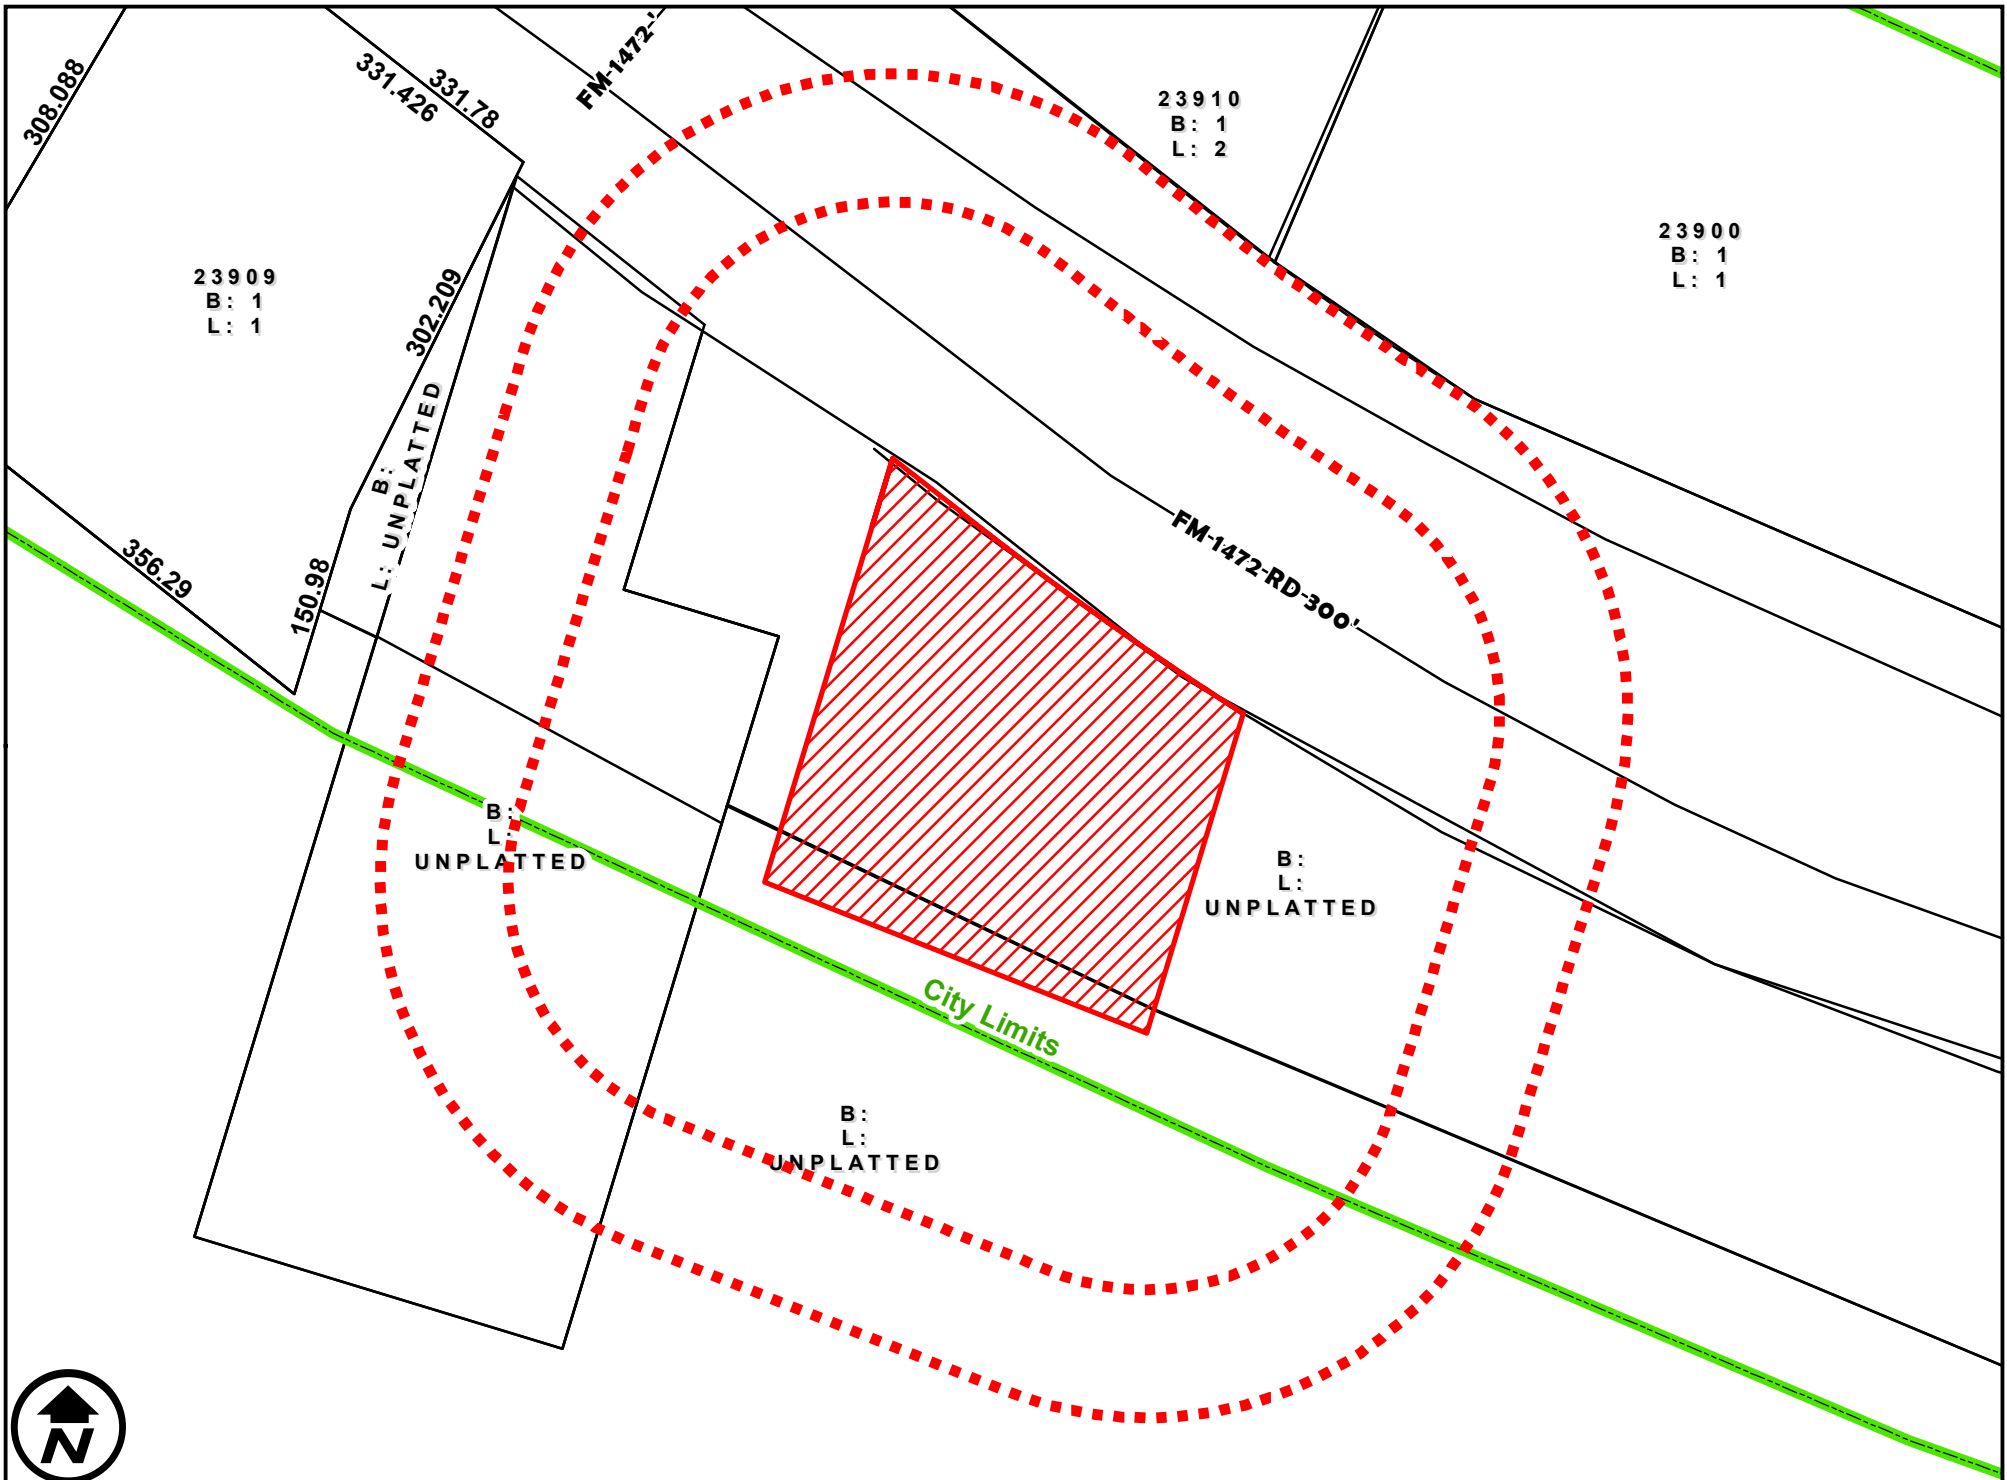 308.088
331.426
331.78
FM-1472-'
23910
B: 1
L: 2
23900
B: 1
L: 1
23909
B: 1
L: 1
302.209
B:
L: UNPLATTED
356.29
150.98
FM-1472-RD-300'
B:
L:
UNPLATTED
B:
L:
UNPLATTED
City Limits
B:
L:
UNPLATTED
N